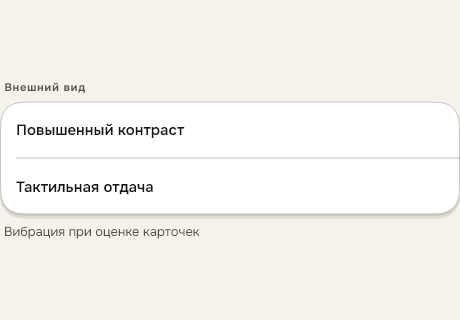 Внешний вид
Повышенный контраст
Тактильная отдача
Вибрация при оценке карточек